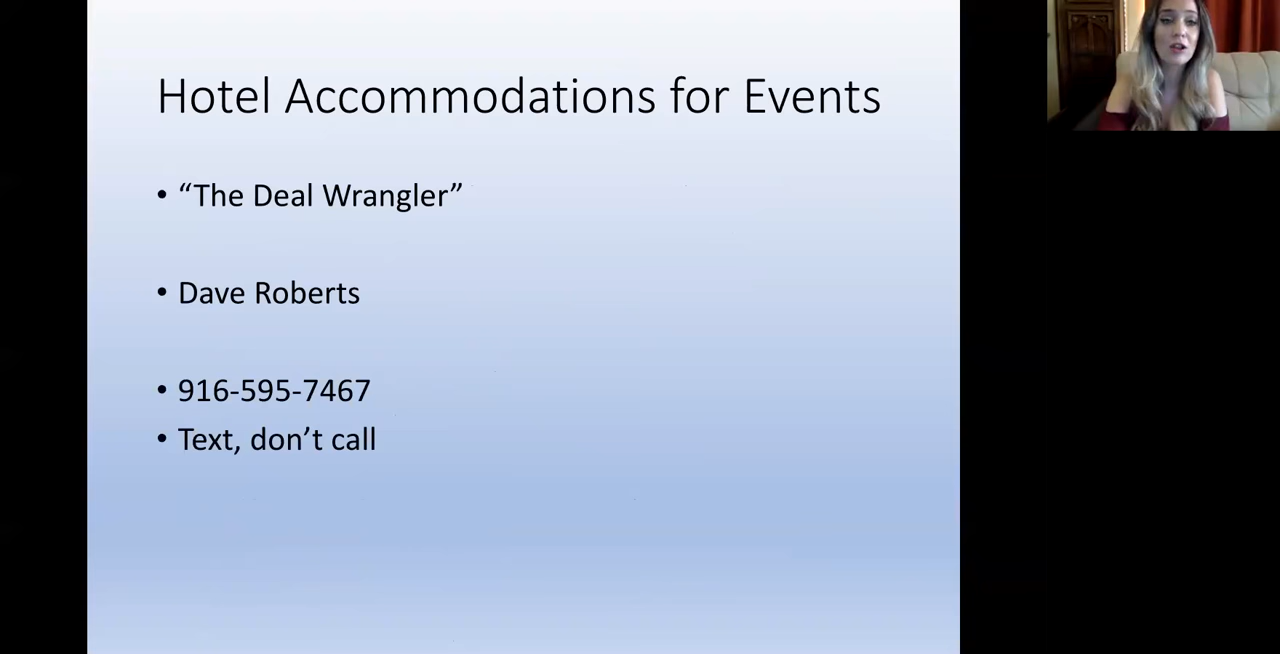 Hotel Accommodations for Events
• “The Deal Wrangler”
• Dave Roberts
• 916-595-7467
• Text, don’t call